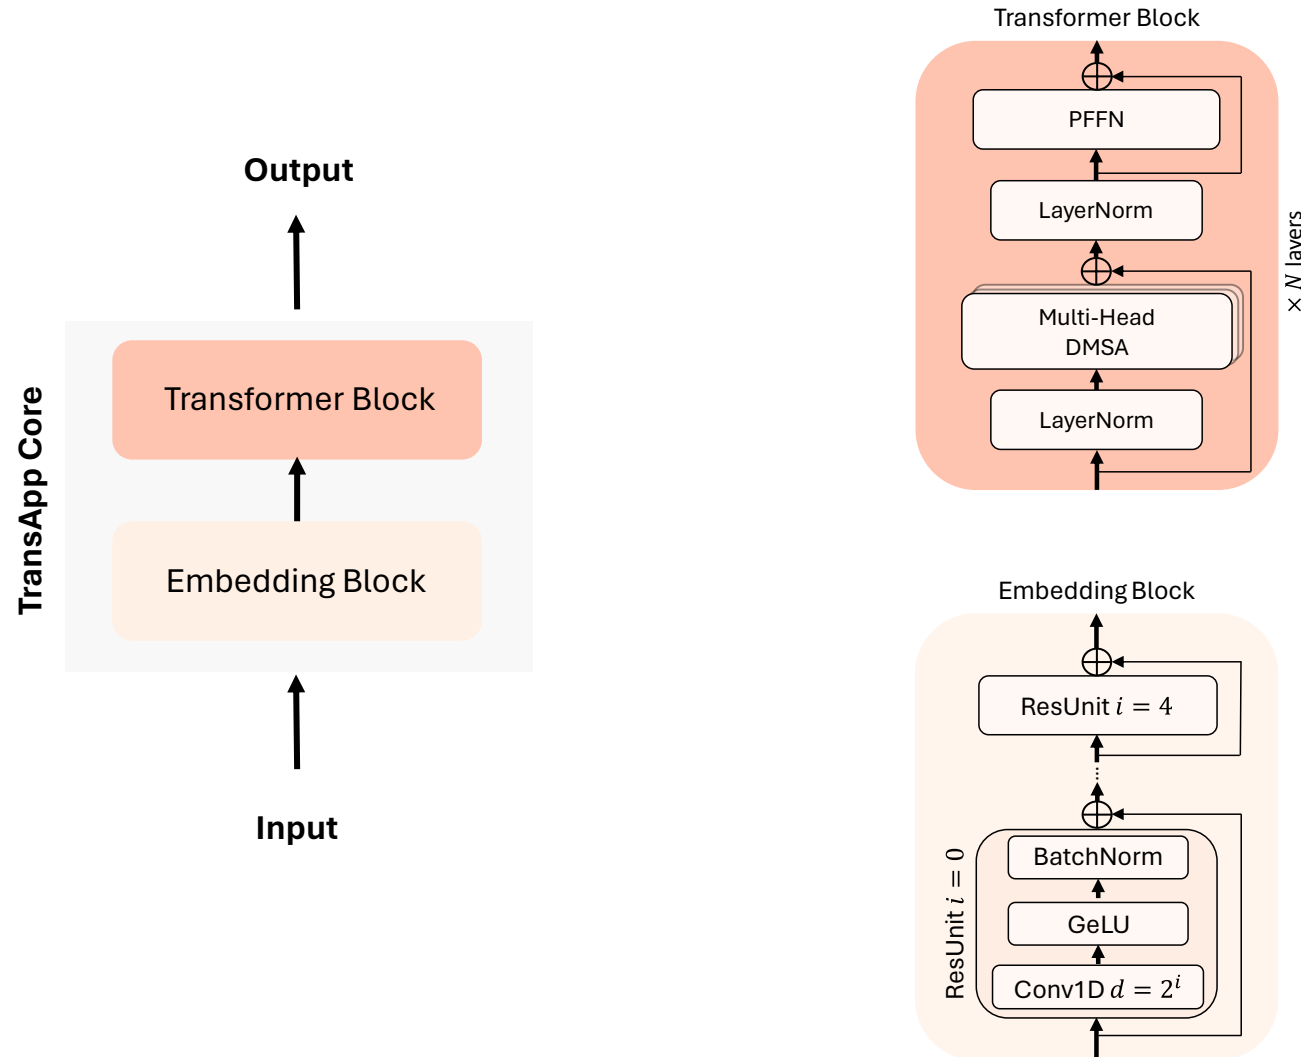 Output
Transformer Block
Embedding Block
Input
TransApp Core
Transformer Block
PFFN
LayerNorm
Multi-Head
DMSA
LayerNorm
× N layers
Embedding Block
ResUnit i = 4
BatchNorm
GeLU
Conv1D d = 2^i
ResUnit i = 0